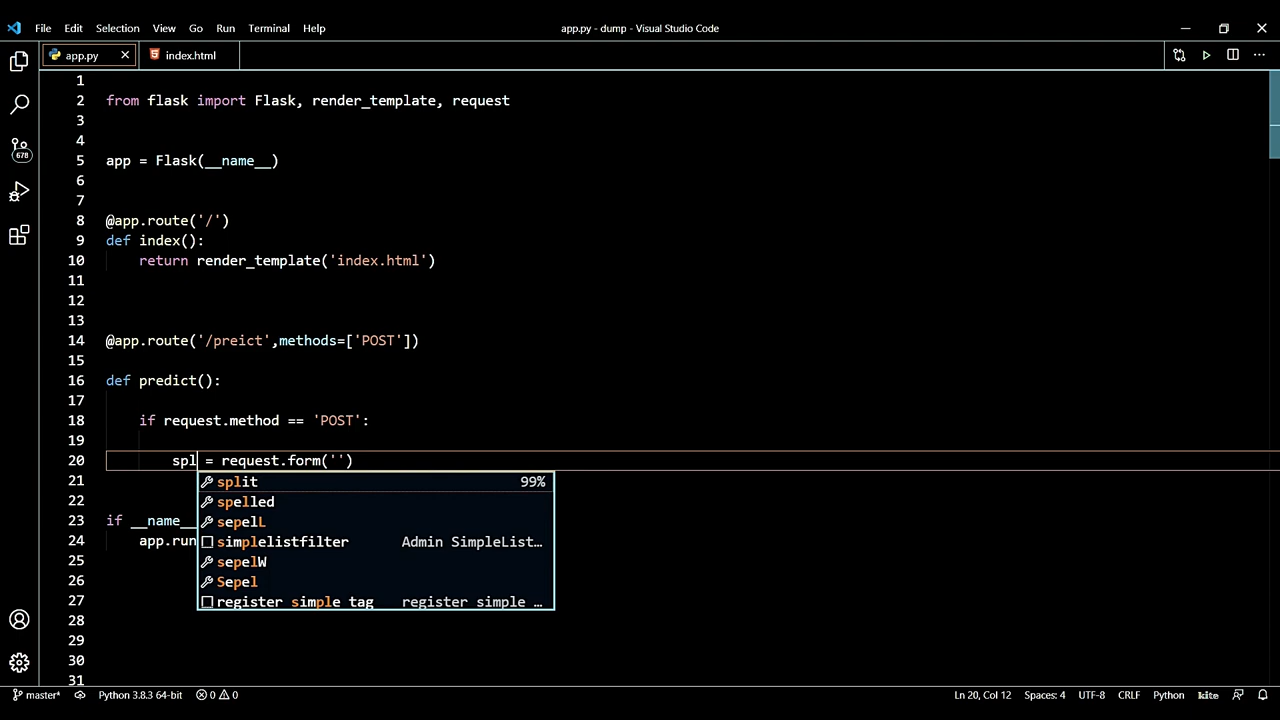 File Edit Selection View Go Run Terminal Help app.py - dump - Visual Studio Code
app.py index.html
1
2 from flask import Flask, render_template, request
3
4
5 app = Flask(__name__)
6
7
8 @app.route('/')
9 def index():
10 return render_template('index.html')
11
12
13
14 @app.route('/preict',methods=['POST'])
15
16 def predict():
17
18 if request.method == 'POST':
19
20 spl = request.form('')
21 split 99%
22 spelled
23 if __name__ sepelL
24 app.run simplelistfilter Admin SimpleList...
25 sepelW
26 Sepel
27 register simple tag register simple ...
28
29
30
31
678
master* Python 3.8.3 64-bit 0 0 Ln 20, Col 12 Spaces: 4 UTF-8 CRLF Python kite